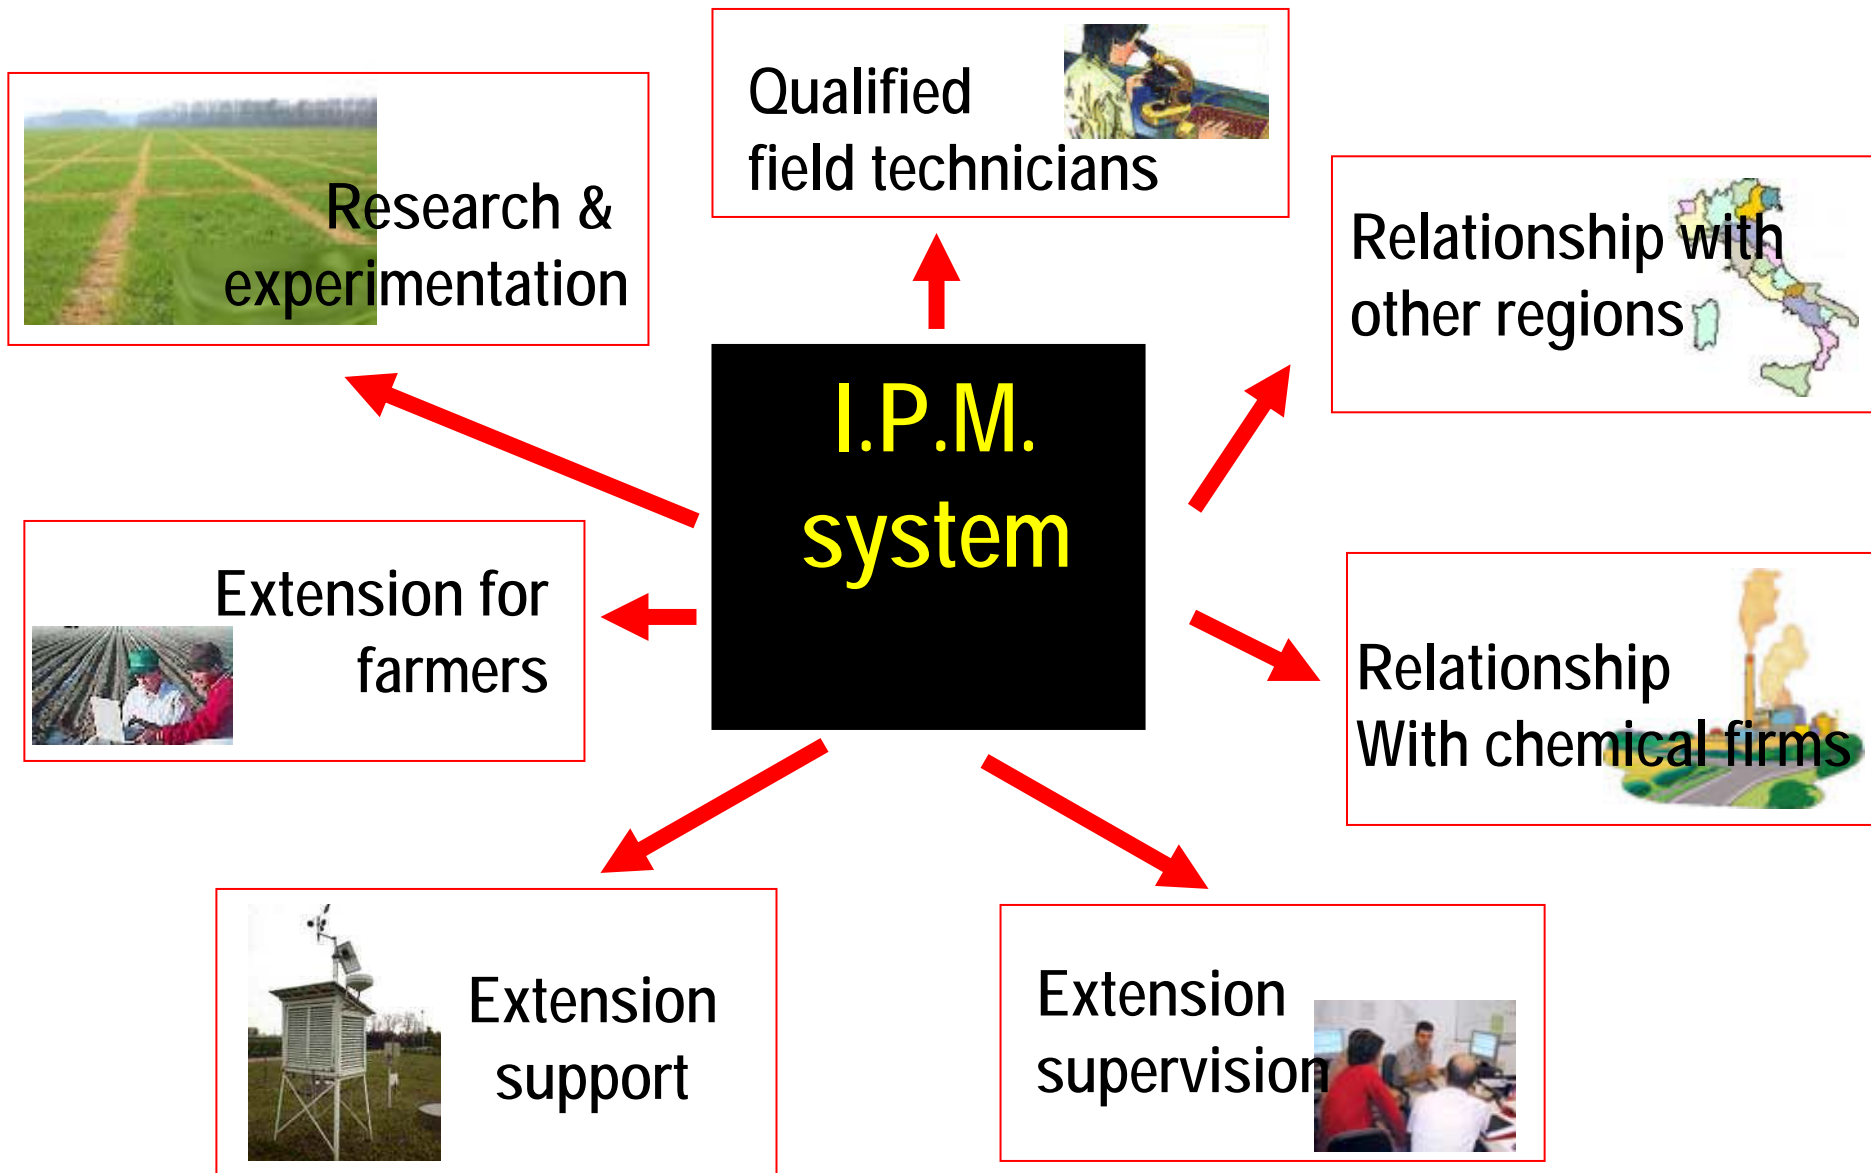 Qualified
field technicians
Research &
experimentation
Relationship with
other regions
I.P.M.
system
Extension for
farmers
Relationship
With chemical firms
Extension
support
Extension
supervision